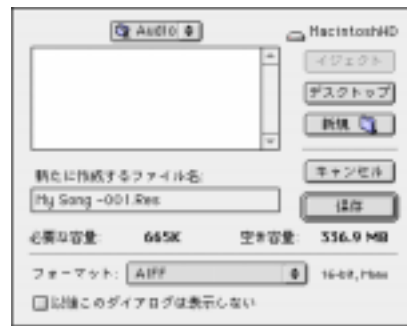 Audio
MacintoshHD
イジェクト
デスクトップ
新規
キャンセル
新たに作成するファイル名:
My Song -001.Res
保存
必要な容量: 665K 空き容量: 336.9 MB
フォーマット: AIFF 16-bit, Mono
以後このダイアログは表示しない